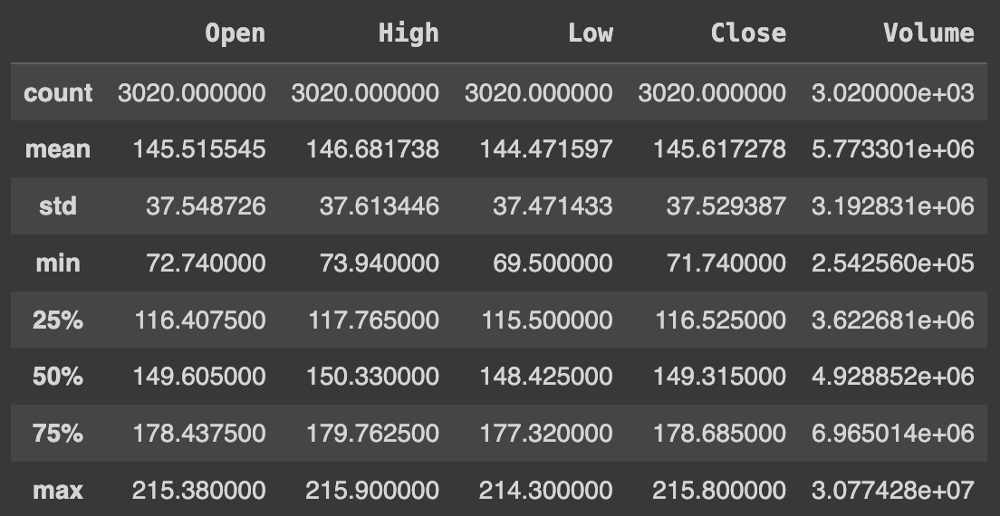 Open High Low Close Volume
count 3020.000000 3020.000000 3020.000000 3020.000000 3.020000e+03
mean 145.515545 146.681738 144.471597 145.617278 5.773301e+06
std 37.548726 37.613446 37.471433 37.529387 3.192831e+06
min 72.740000 73.940000 69.500000 71.740000 2.542560e+05
25% 116.407500 117.765000 115.500000 116.525000 3.622681e+06
50% 149.605000 150.330000 148.425000 149.315000 4.928852e+06
75% 178.437500 179.762500 177.320000 178.685000 6.965014e+06
max 215.380000 215.900000 214.300000 215.800000 3.077428e+07